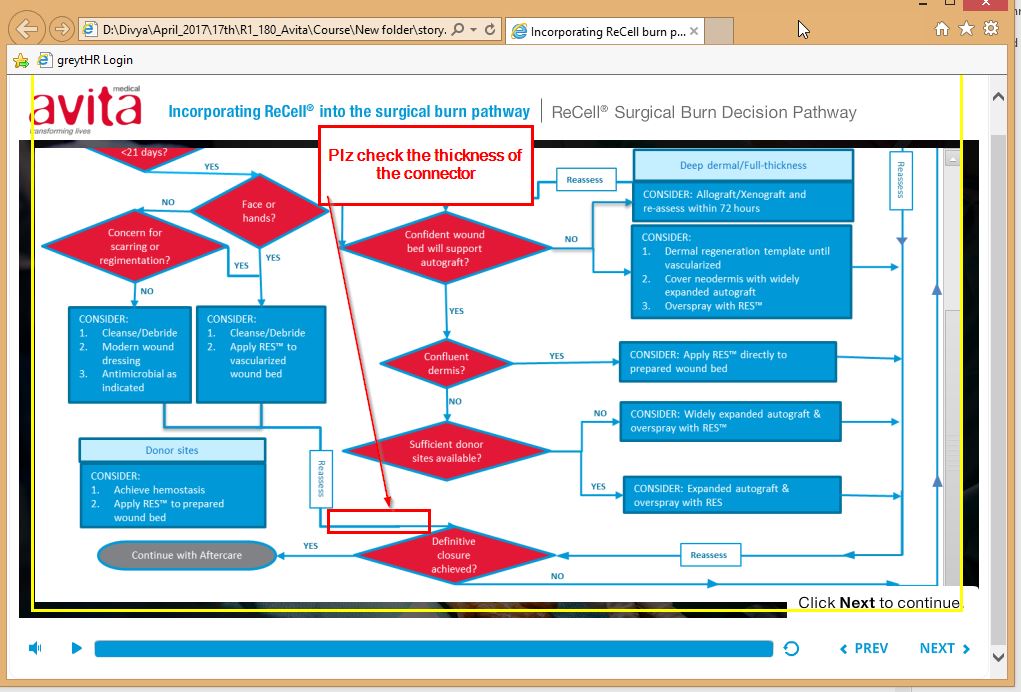 D:\Divya\April_2017\17th\R1_180_Avita\Course\New folder\story.
Incorporating ReCell burn p...
greytHR Login
avita
medical
transforming lives
Incorporating ReCell® into the surgical burn pathway
ReCell® Surgical Burn Decision Pathway
Plz check the thickness of
the connector
<21 days?
YES
NO
Face or
hands?
Concern for
scarring or
regimentation?
YES
YES
NO
CONSIDER:
1. Cleanse/Debride
2. Modern wound
dressing
3. Antimicrobial as
indicated
CONSIDER:
1. Cleanse/Debride
2. Apply RES™ to
vascularized
wound bed
Donor sites
CONSIDER:
1. Achieve hemostasis
2. Apply RES™ to prepared
wound bed
Reassess
Continue with Aftercare
YES
Reassess
Confident wound
bed will support
autograft?
NO
Deep dermal/Full-thickness
CONSIDER: Allograft/Xenograft and
re-assess within 72 hours
CONSIDER:
1. Dermal regeneration template until
vascularized
2. Cover neodermis with widely
expanded autograft
3. Overspray with RES™
Reassess
YES
Confluent
dermis?
YES
CONSIDER: Apply RES™ directly to
prepared wound bed
NO
Sufficient donor
sites available?
NO
CONSIDER: Widely expanded autograft &
overspray with RES™
YES
CONSIDER: Expanded autograft &
overspray with RES
Definitive
closure
achieved?
Reassess
NO
Click Next to continue.
PREV
NEXT